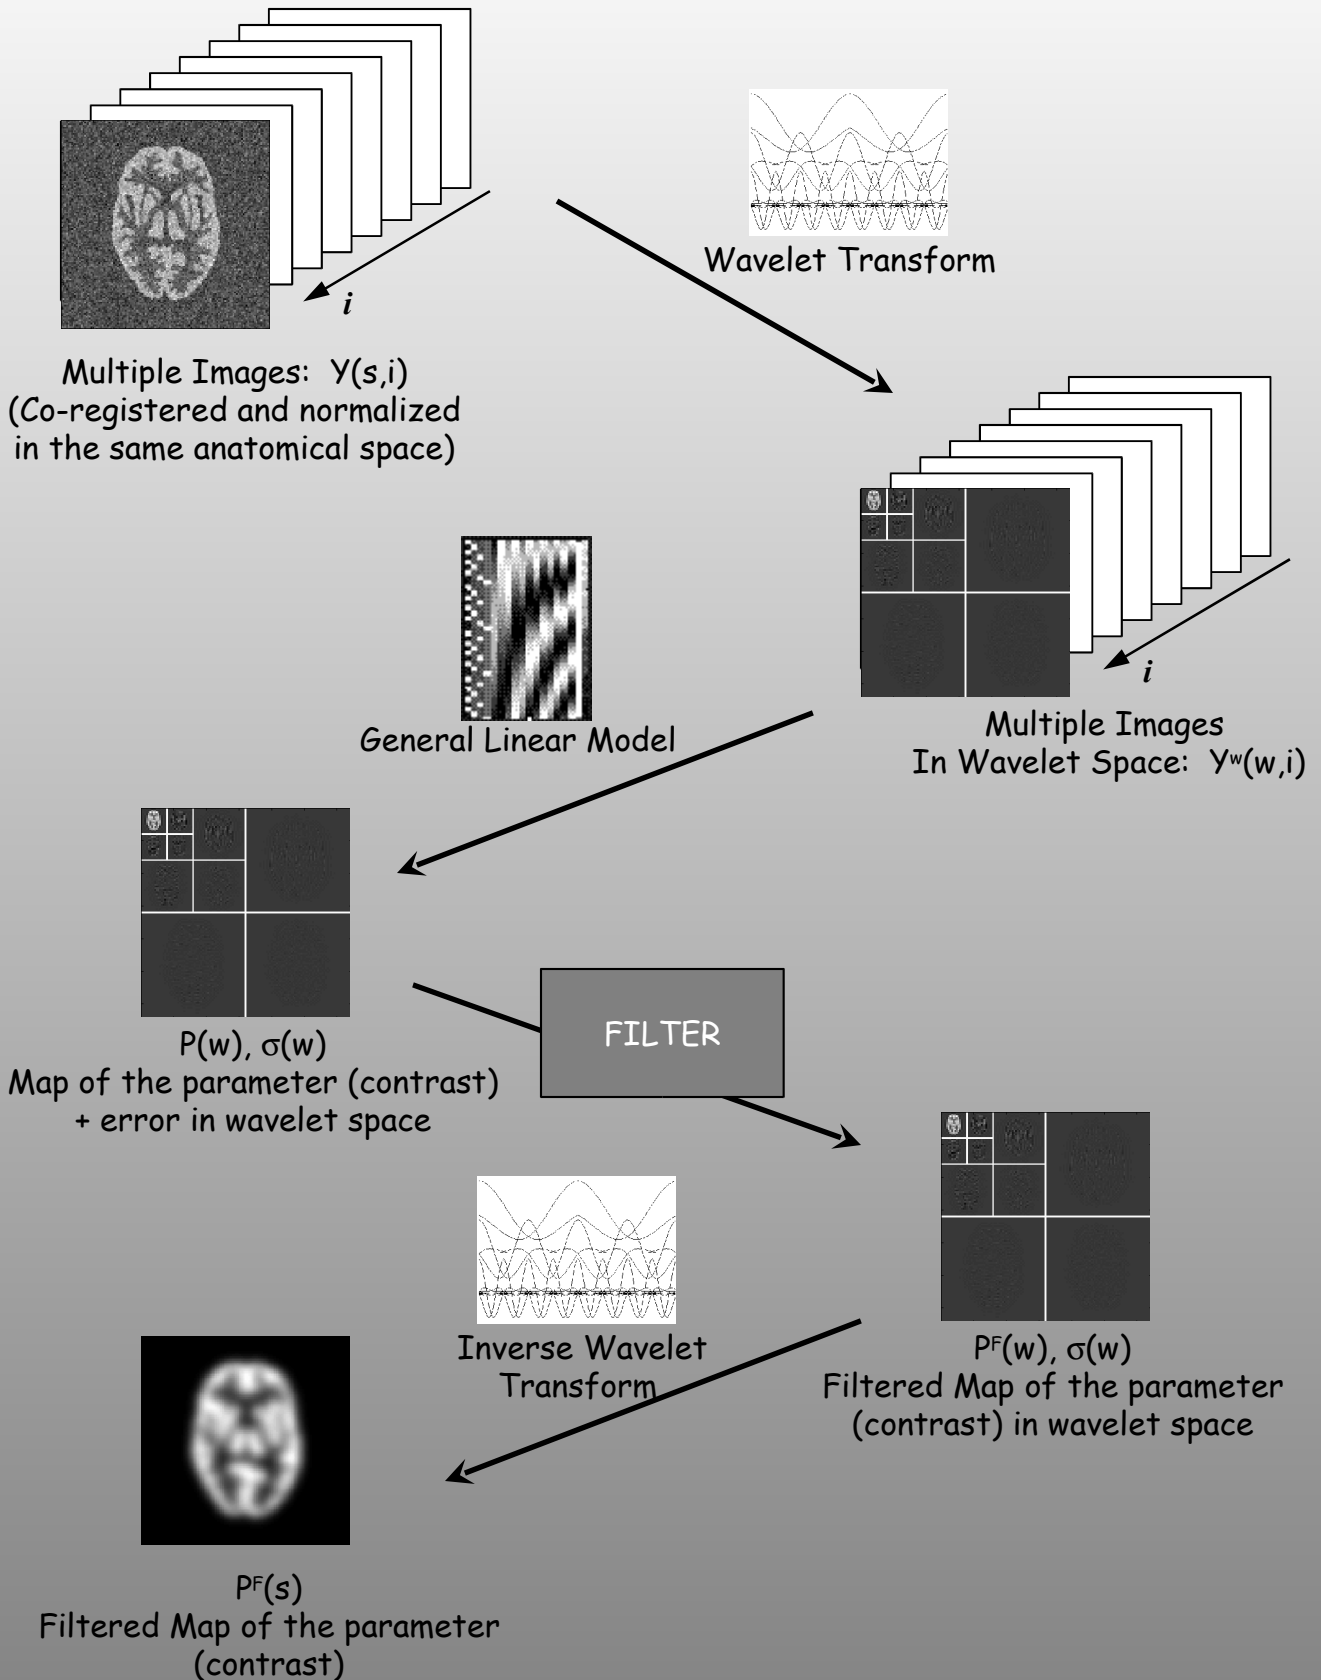 Wavelet Transform
i
Multiple Images: Y(s,i)
(Co-registered and normalized
in the same anatomical space)
i
General Linear Model
Multiple Images
In Wavelet Space: Yʷ(w,i)
P(w), σ(w)
Map of the parameter (contrast)
+ error in wavelet space
FILTER
Inverse Wavelet
Transform
Pᶠ(w), σ(w)
Filtered Map of the parameter
(contrast) in wavelet space
Pᶠ(s)
Filtered Map of the parameter
(contrast)